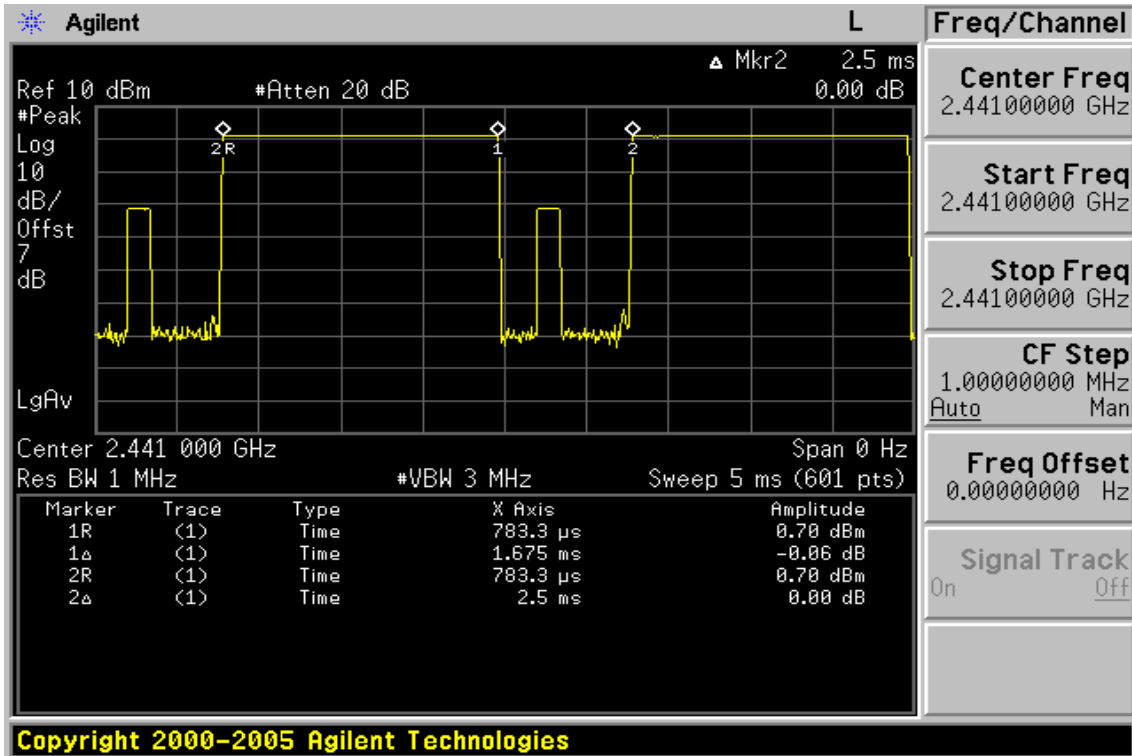 Agilent L
Freq/Channel
▵ Mkr2 2.5 ms
Ref 10 dBm #Atten 20 dB 0.00 dB
#Peak
Log
10
dB/
Offst
7
dB
LgAv
2R 1 2
Center 2.441 000 GHz Span 0 Hz
Res BW 1 MHz #VBW 3 MHz Sweep 5 ms (601 pts)
Marker Trace Type X Axis Amplitude
1R (1) Time 783.3 µs 0.70 dBm
1▵ (1) Time 1.675 ms -0.06 dB
2R (1) Time 783.3 µs 0.70 dBm
2▵ (1) Time 2.5 ms 0.00 dB
Center Freq
2.44100000 GHz
Start Freq
2.44100000 GHz
Stop Freq
2.44100000 GHz
CF Step
1.00000000 MHz
Auto Man
Freq Offset
0.00000000 Hz
Signal Track
On Off
Copyright 2000-2005 Agilent Technologies